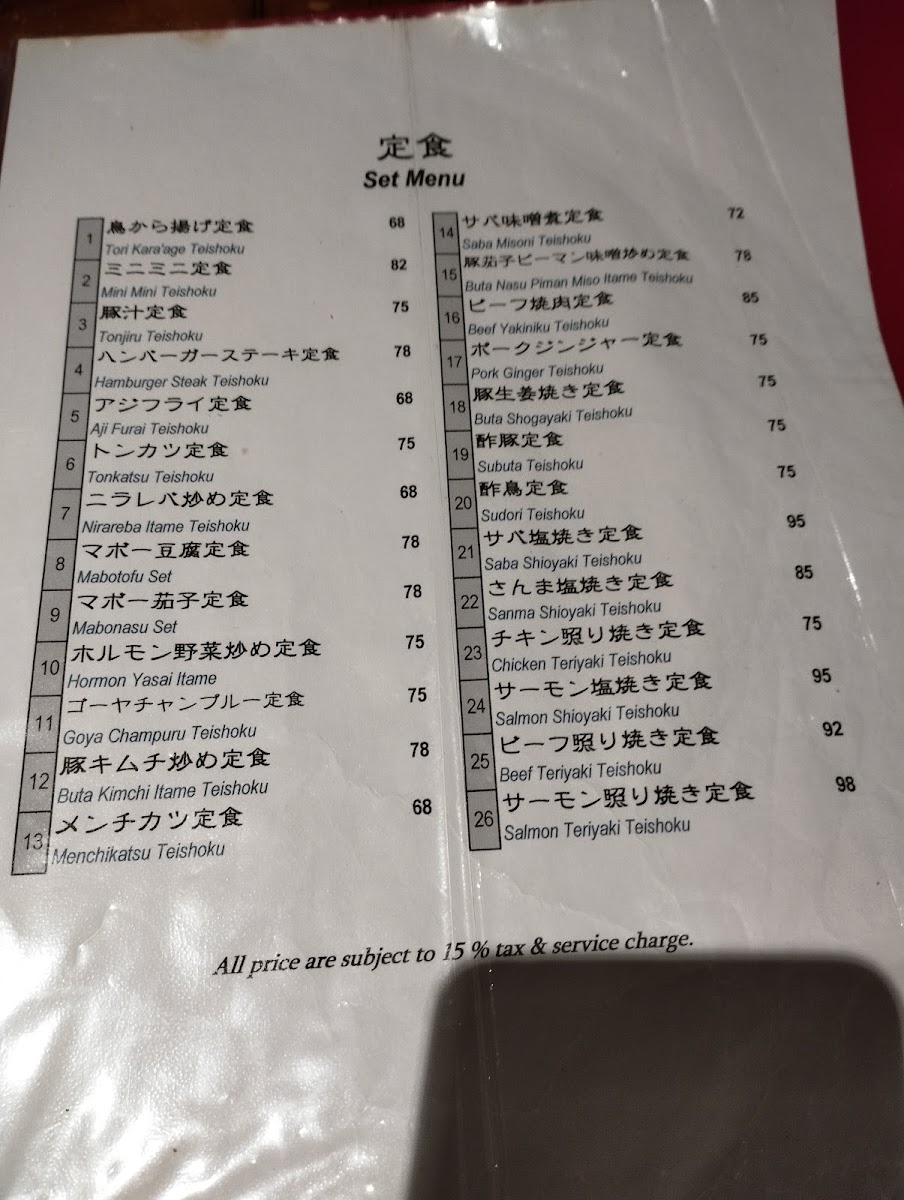 定食
Set Menu
1 鳥から揚げ定食 68
Tori Kara'age Teishoku
2 ミニミニ定食 82
Mini Mini Teishoku
3 豚汁定食 75
Tonjiru Teishoku
4 ハンバーガーステーキ定食 78
Hamburger Steak Teishoku
5 アジフライ定食 68
Aji Furai Teishoku
6 トンカツ定食 75
Tonkatsu Teishoku
7 ニラレバ炒め定食 68
Nirareba Itame Teishoku
8 マボー豆腐定食 78
Mabotofu Set
9 マボー茄子定食 78
Mabonasu Set
10 ホルモン野菜炒め定食 75
Hormon Yasai Itame
11 ゴーヤチャンプルー定食 75
Goya Champuru Teishoku
12 豚キムチ炒め定食 78
Buta Kimchi Itame Teishoku
13 メンチカツ定食 68
Menchikatsu Teishoku
14 サバ味噌煮定食 72
Saba Misoni Teishoku
15 豚茄子ピーマン味噌炒め定食 78
Buta Nasu Piman Miso Itame Teishoku
16 ビーフ焼肉定食 85
Beef Yakiniku Teishoku
17 ポークジンジャー定食 75
Pork Ginger Teishoku
18 豚生姜焼き定食 75
Buta Shogayaki Teishoku
19 酢豚定食 75
Subuta Teishoku
20 酢鳥定食 75
Sudori Teishoku
21 サバ塩焼き定食 95
Saba Shioyaki Teishoku
22 さんま塩焼き定食 85
Sanma Shioyaki Teishoku
23 チキン照り焼き定食 75
Chicken Teriyaki Teishoku
24 サーモン塩焼き定食 95
Salmon Shioyaki Teishoku
25 ビーフ照り焼き定食 92
Beef Teriyaki Teishoku
26 サーモン照り焼き定食 98
Salmon Teriyaki Teishoku
All price are subject to 15 % tax & service charge.